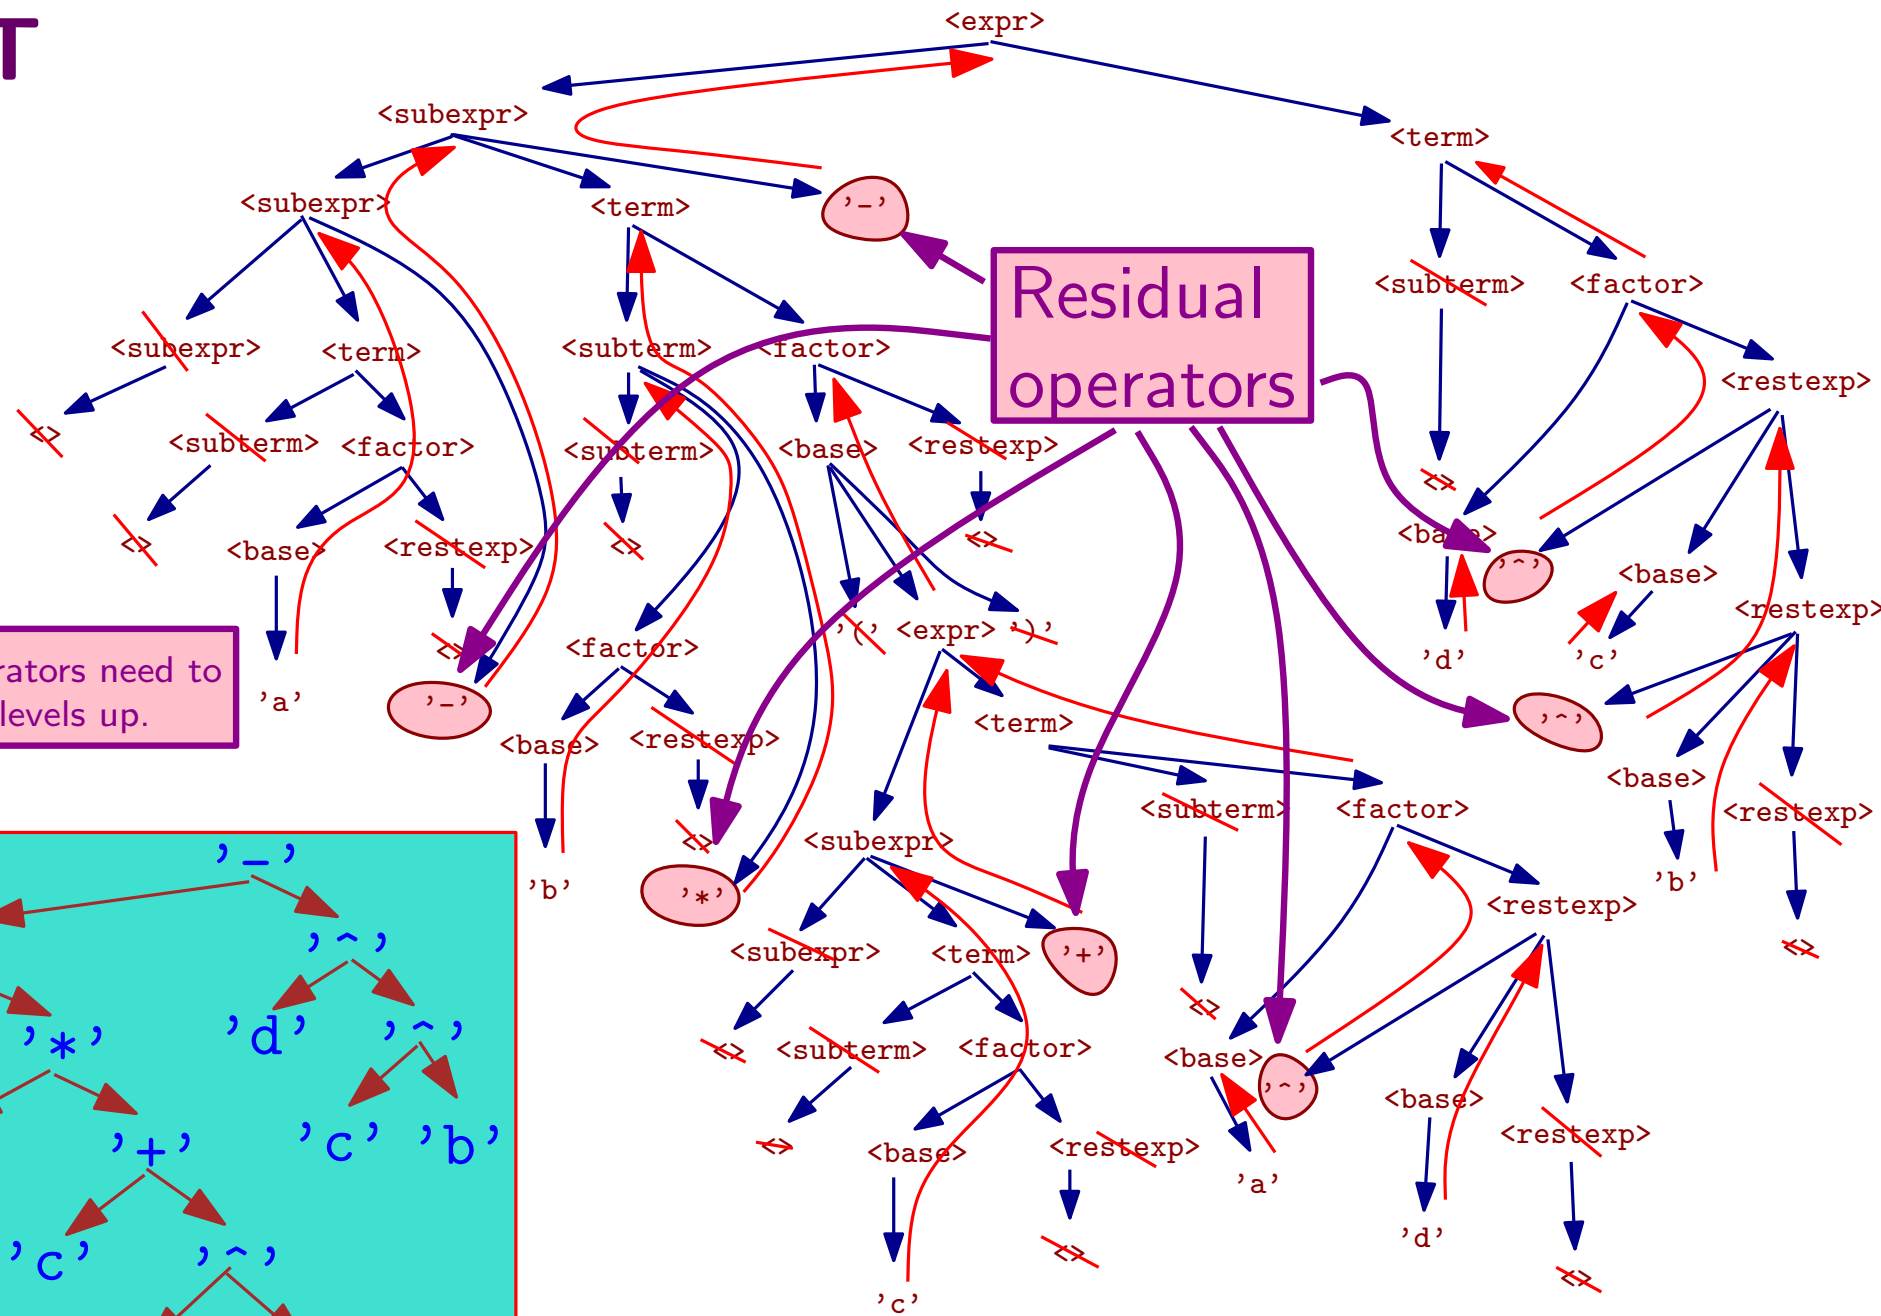 T
<expr>
<subexpr>
<term>
<subexpr>
<term>
'-'
Residual
operators
<subterm>
<factor>
<subexpr>
<term>
<subterm>
<factor>
<restexp>
<>
<subterm>
<factor>
<subterm>
<base>
<restexp>
<>
<>
<base>
<restexp>
<>
<>
<base>
'^'
<base>
<restexp>
'(' <expr> ')'
<>
<factor>
'd'
'c'
rators need to
levels up.
'a'
'-'
<term>
'^'
<base>
<restexp>
<base>
<restexp>
<subterm>
<factor>
<>
<subexpr>
'-'
'b'
'*'
'b'
<restexp>
'^'
<subexpr>
<term>
'+'
<>
<>
'*'
'd'
'^'
<>
<subterm>
<factor>
<base>
'^'
<base>
'+'
'c'
'b'
<>
<base>
<restexp>
<restexp>
'a'
'c'
'^'
<>
'd'
<>
'c'